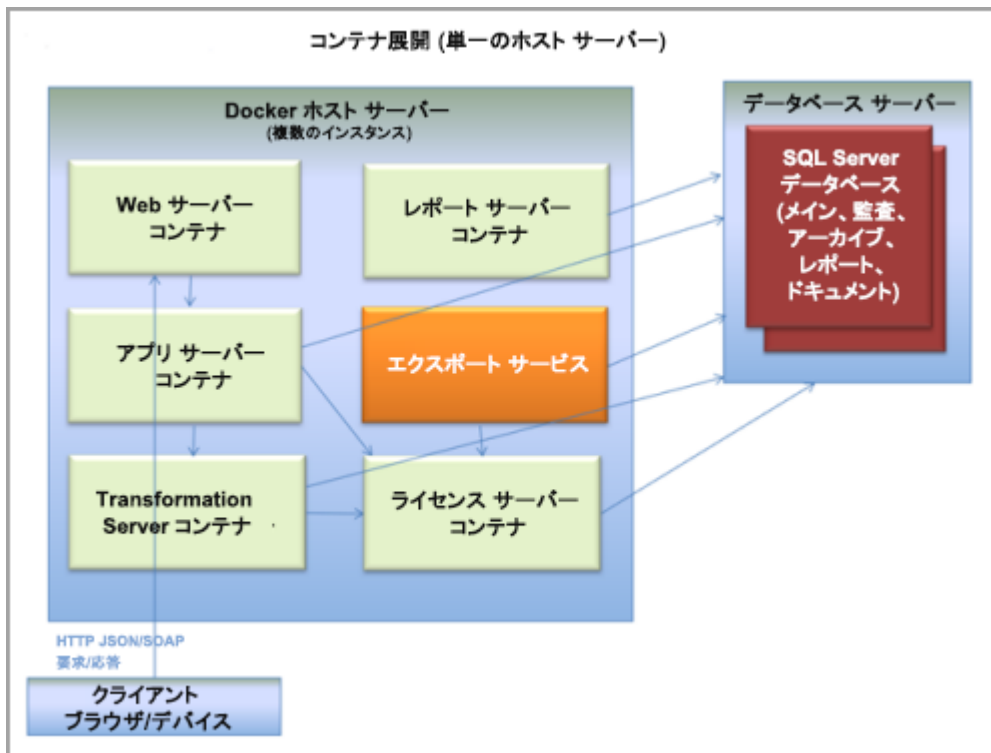 コンテナ展開 (単一のホスト サーバー)
Docker ホスト サーバー
(複数のインスタンス)
Web サーバー
コンテナ
レポート サーバー
コンテナ
アプリ サーバー
コンテナ
エクスポート サービス
Transformation
Server コンテナ
ライセンス サーバー
コンテナ
データベース サーバー
SQL Server
データベース
(メイン、監査、
アーカイブ、
レポート、
ドキュメント)
HTTP JSON/SOAP
要求/応答
クライアント
ブラウザ/デバイス